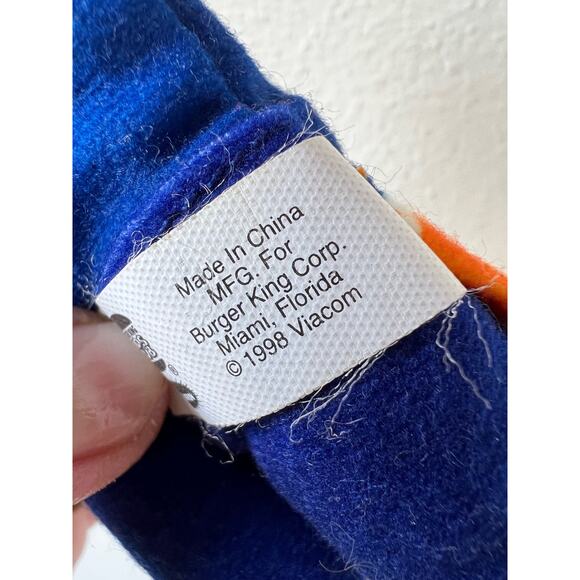 Made In China
MFG. For
Burger King Corp.
Miami, Florida
© 1998 Viacom